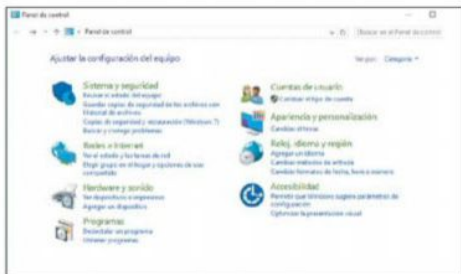 Panel de control
Panel de control
Buscar en el Panel de control
Ajustar la configuración del equipo
Ver por: Categoría
Sistema y seguridad
Revisar el estado del equipo
Guardar copias de seguridad de los archivos con
Historial de archivos
Copias de seguridad y restauración (Windows 7)
Buscar y corregir problemas
Redes e Internet
Ver el estado y las tareas de red
Elegir grupo en el hogar y opciones de uso
compartido
Hardware y sonido
Ver dispositivos e impresoras
Agregar un dispositivo
Programas
Desinstalar un programa
Obtener programas
Cuentas de usuario
Cambiar el tipo de cuenta
Apariencia y personalización
Cambiar el tema
Reloj, idioma y región
Agregar un idioma
Cambiar métodos de entrada
Cambiar formatos de fecha, hora o número
Accesibilidad
Permitir que Windows sugiera parámetros de
configuración
Optimizar la presentación visual